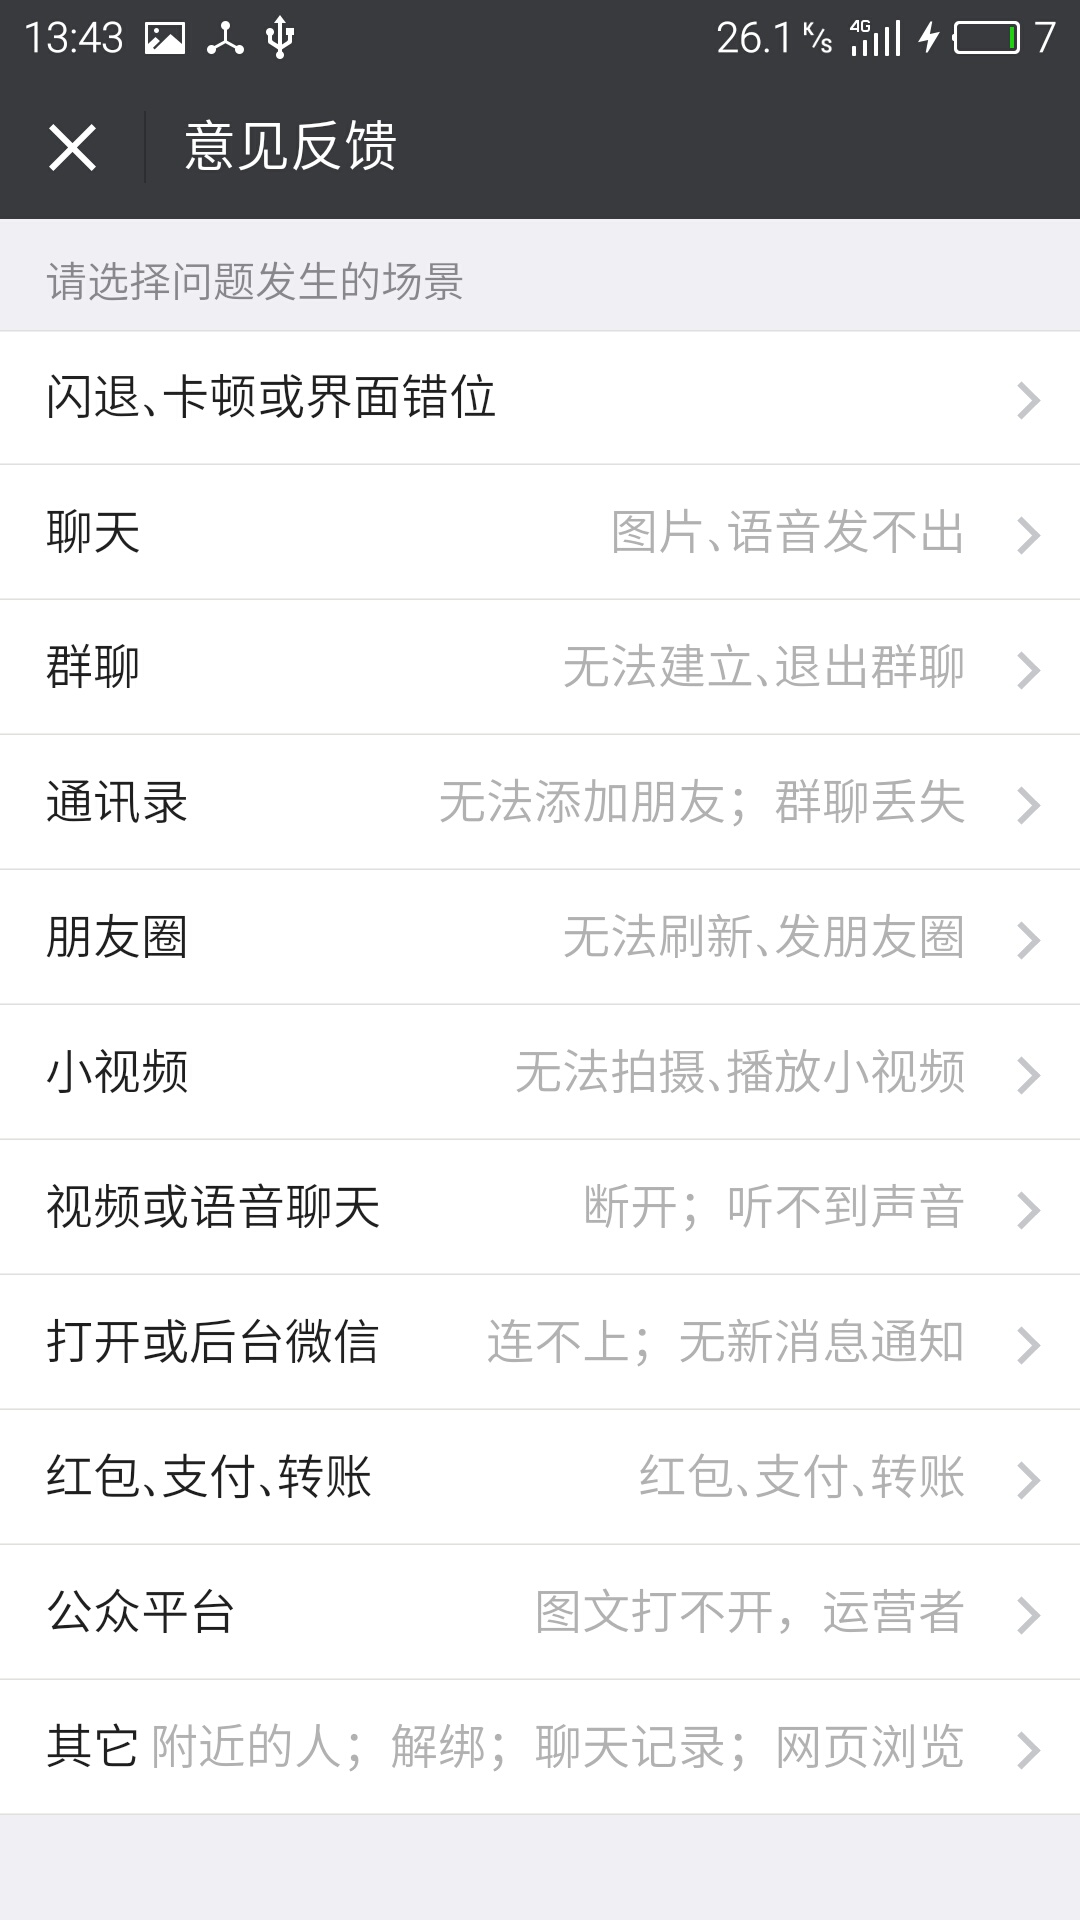 13:43 26.1 K/s 4G 7
意见反馈
请选择问题发生的场景
闪退、卡顿或界面错位
聊天 图片、语音发不出
群聊 无法建立、退出群聊
通讯录 无法添加朋友；群聊丢失
朋友圈 无法刷新、发朋友圈
小视频 无法拍摄、播放小视频
视频或语音聊天 断开；听不到声音
打开或后台微信 连不上；无新消息通知
红包、支付、转账 红包、支付、转账
公众平台 图文打不开，运营者
其它 附近的人；解绑；聊天记录；网页浏览